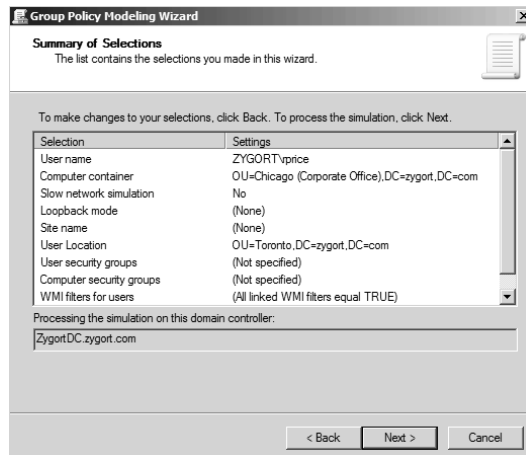 Group Policy Modeling Wizard
Summary of Selections
The list contains the selections you made in this wizard.
To make changes to your selections, click Back. To process the simulation, click Next.
Selection Settings
User name ZYGORT\rprice
Computer container OU=Chicago (Corporate Office),DC=zygort,DC=com
Slow network simulation No
Loopback mode (None)
Site name (None)
User Location OU=Toronto,DC=zygort,DC=com
User security groups (Not specified)
Computer security groups (Not specified)
WMI filters for users (All linked WMI filters equal TRUE)
Processing the simulation on this domain controller:
ZygortDC.zygort.com
< Back Next > Cancel